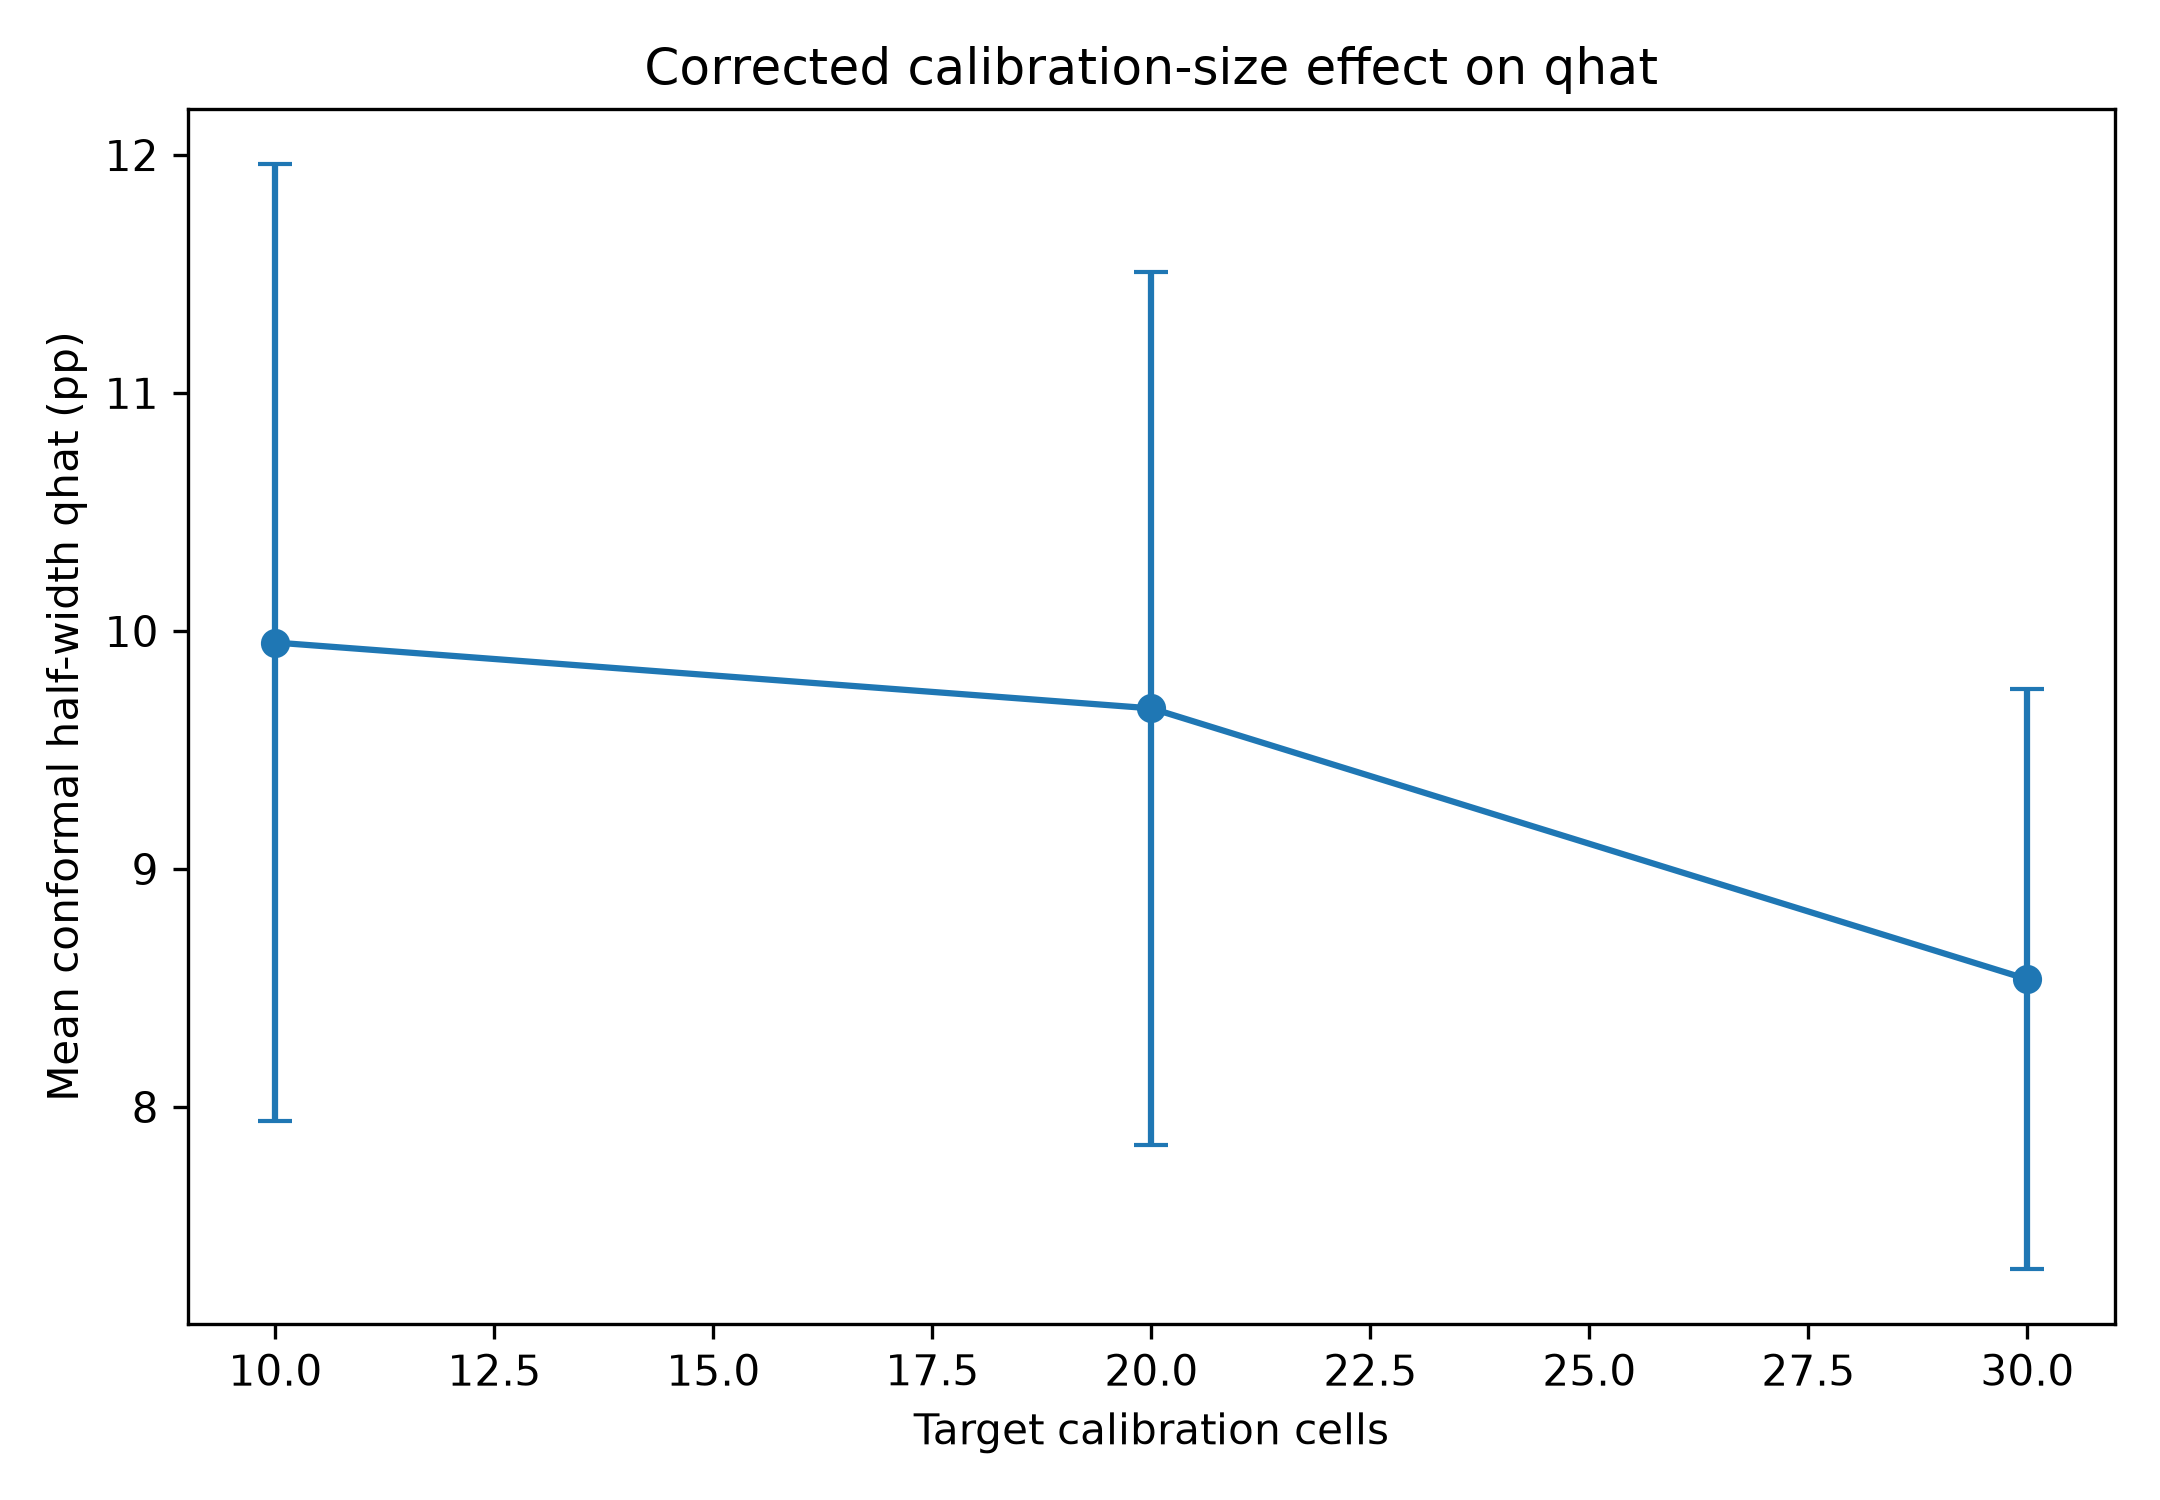 Corrected calibration-size effect on qhat
Mean conformal half-width qhat (pp)
12
11
10
9
8
10.0 12.5 15.0 17.5 20.0 22.5 25.0 27.5 30.0
Target calibration cells